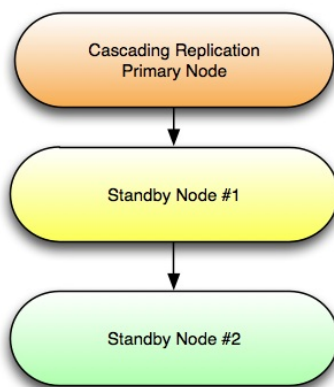 Cascading Replication
Primary Node
Standby Node #1
Standby Node #2